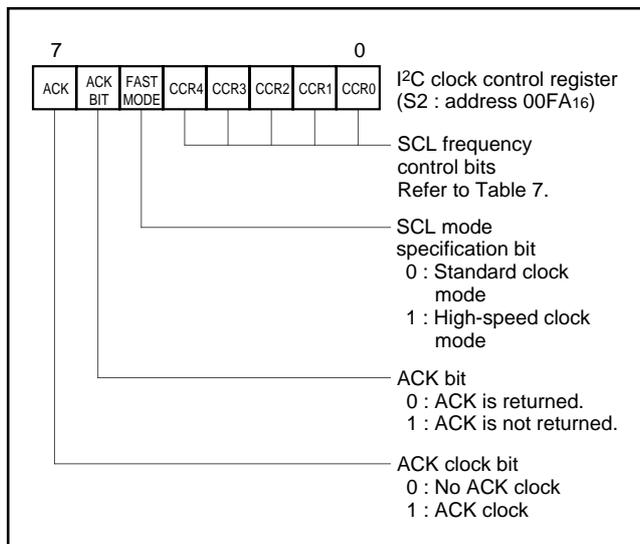 7 0
ACK ACK BIT FAST MODE CCR4 CCR3 CCR2 CCR1 CCR0
I²C clock control register
(S2 : address 00FA₁₆)
SCL frequency
control bits
Refer to Table 7.
SCL mode
specification bit
0 : Standard clock
mode
1 : High-speed clock
mode
ACK bit
0 : ACK is returned.
1 : ACK is not returned.
ACK clock bit
0 : No ACK clock
1 : ACK clock